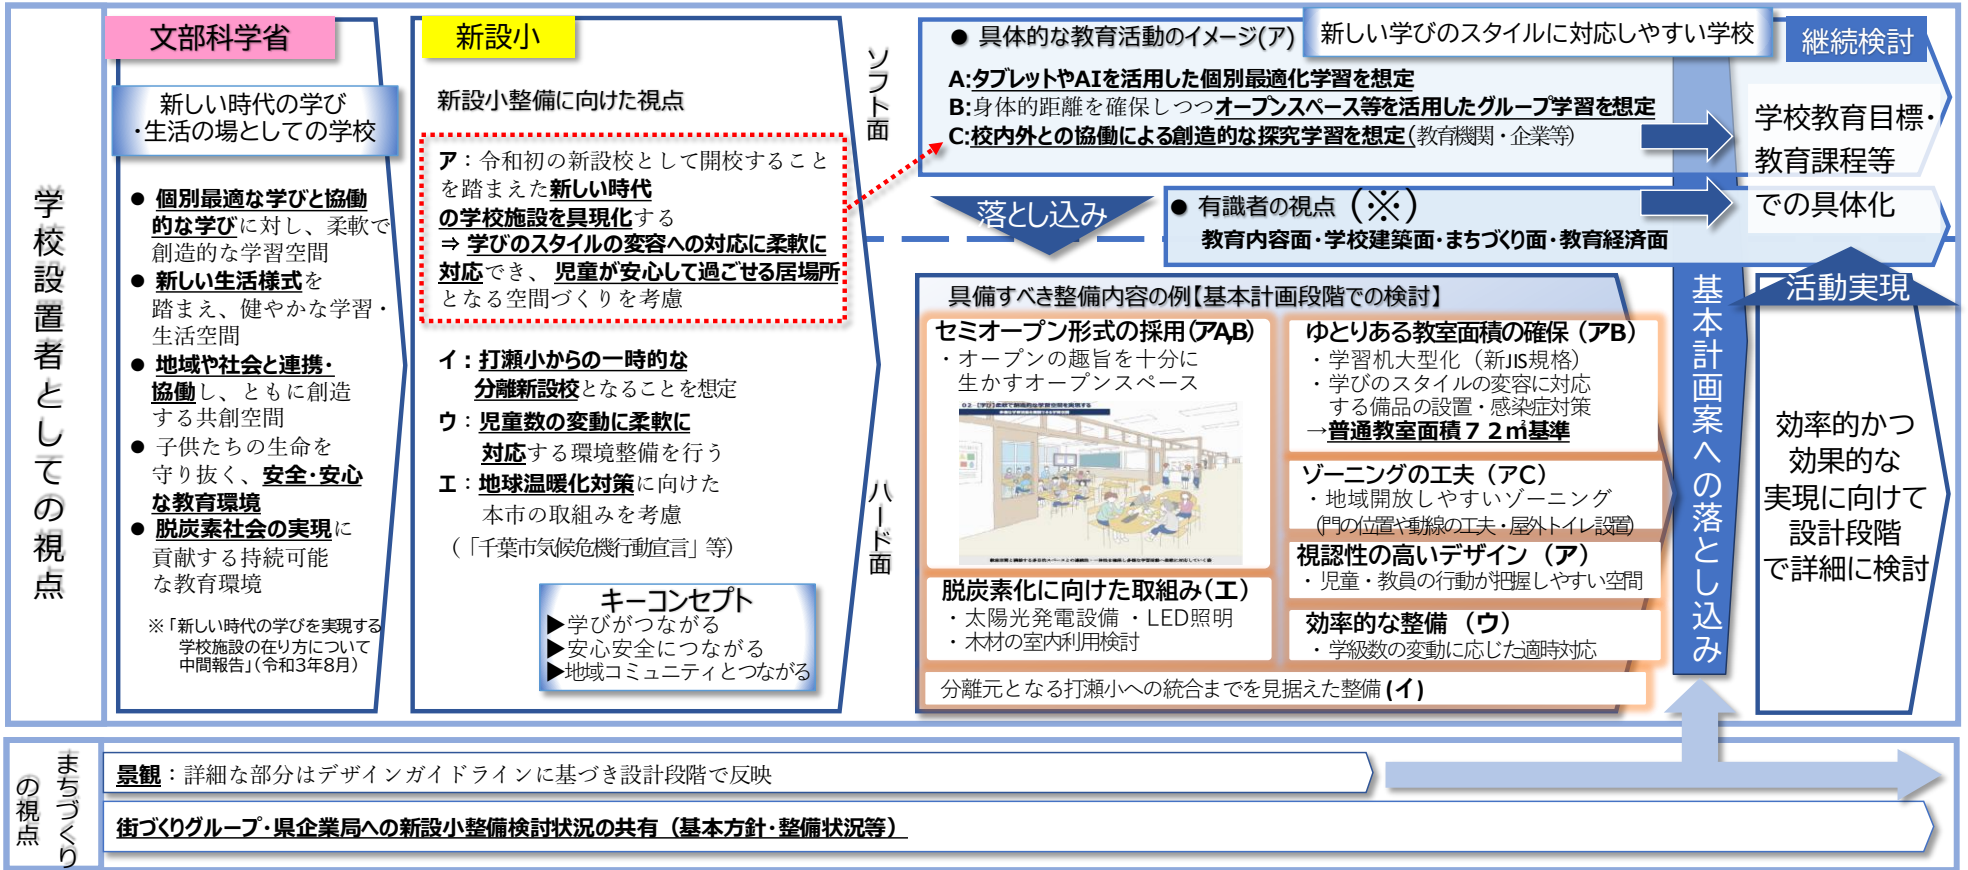 学校設置者としての視点
文部科学省
新しい時代の学び
・生活の場としての学校
● 個別最適な学びと協働
的な学びに対し、柔軟で
創造的な学習空間
● 新しい生活様式を
踏まえ、健やかな学習・
生活空間
● 地域や社会と連携・
協働し、ともに創造
する共創空間
● 子供たちの生命を
守り抜く、安全・安心
な教育環境
● 脱炭素社会の実現に
貢献する持続可能
な教育環境
※「新しい時代の学びを実現する
学校施設の在り方について
中間報告」(令和3年8月)
新設小
新設小整備に向けた視点
ア：令和初の新設校として開校すること
を踏まえた新しい時代
の学校施設を具現化する
⇒ 学びのスタイルの変容への対応に柔軟に
対応でき、児童が安心して過ごせる居場所
となる空間づくりを考慮
イ：打瀬小からの一時的な
分離新設校となることを想定
ウ：児童数の変動に柔軟に
対応する環境整備を行う
エ：地球温暖化対策に向けた
本市の取組みを考慮
(「千葉市気候危機行動宣言」等)
キーコンセプト
▶学びがつながる
▶安心安全につながる
▶地域コミュニティとつながる
ソフト面
ハード面
● 具体的な教育活動のイメージ(ア)
新しい学びのスタイルに対応しやすい学校
A:タブレットやAIを活用した個別最適化学習を想定
B:身体的距離を確保しつつオープンスペース等を活用したグループ学習を想定
C:校内外との協働による創造的な探究学習を想定(教育機関・企業等)
落とし込み
● 有識者の視点（※）
教育内容面・学校建築面・まちづくり面・教育経済面
継続検討
学校教育目標・
教育課程等
での具体化
具備すべき整備内容の例【基本計画段階での検討】
セミオープン形式の採用(アA,B)
・オープンの趣旨を十分に
生かすオープンスペース
脱炭素化に向けた取組み(エ)
・太陽光発電設備 ・LED照明
・木材の室内利用検討
ゆとりある教室面積の確保（アB）
・学習机大型化（新JIS規格）
・学びのスタイルの変容に対応
する備品の設置・感染症対策
→普通教室面積７２㎡基準
ゾーニングの工夫（アC）
・地域開放しやすいゾーニング
(門の位置や動線の工夫・屋外トイレ設置)
視認性の高いデザイン（ア）
・児童・教員の行動が把握しやすい空間
効率的な整備（ウ）
・学級数の変動に応じた適時対応
分離元となる打瀬小への統合までを見据えた整備(イ)
基本計画案への落とし込み
活動実現
効率的かつ
効果的な
実現に向けて
設計段階
で詳細に検討
まちづくり
の視点
景観：詳細な部分はデザインガイドラインに基づき設計段階で反映
街づくりグループ・県企業局への新設小整備検討状況の共有（基本方針・整備状況等）